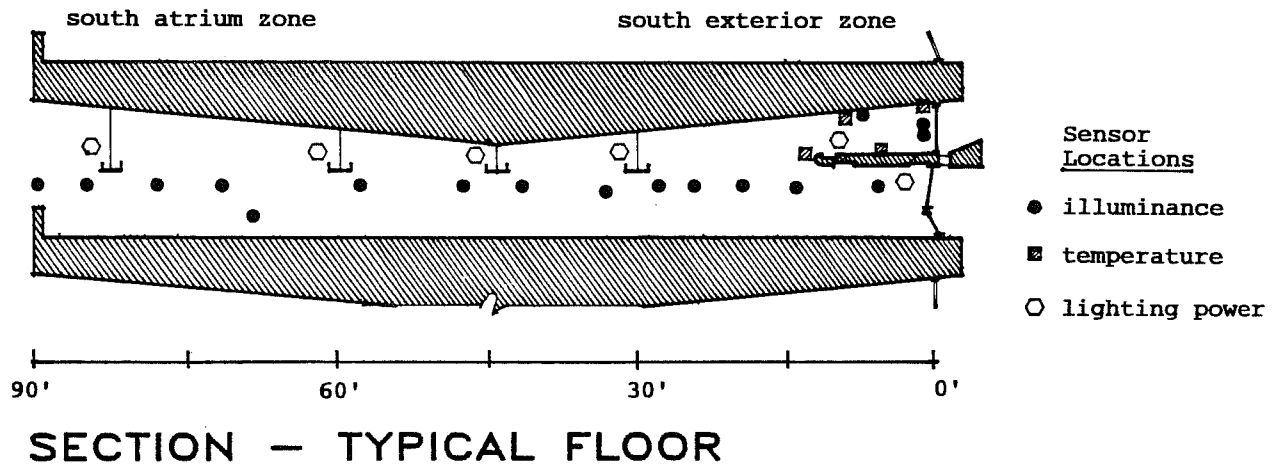 south atrium zone
south exterior zone
Sensor
Locations
illuminance
temperature
lighting power
90'
60'
30'
0'
SECTION — TYPICAL FLOOR